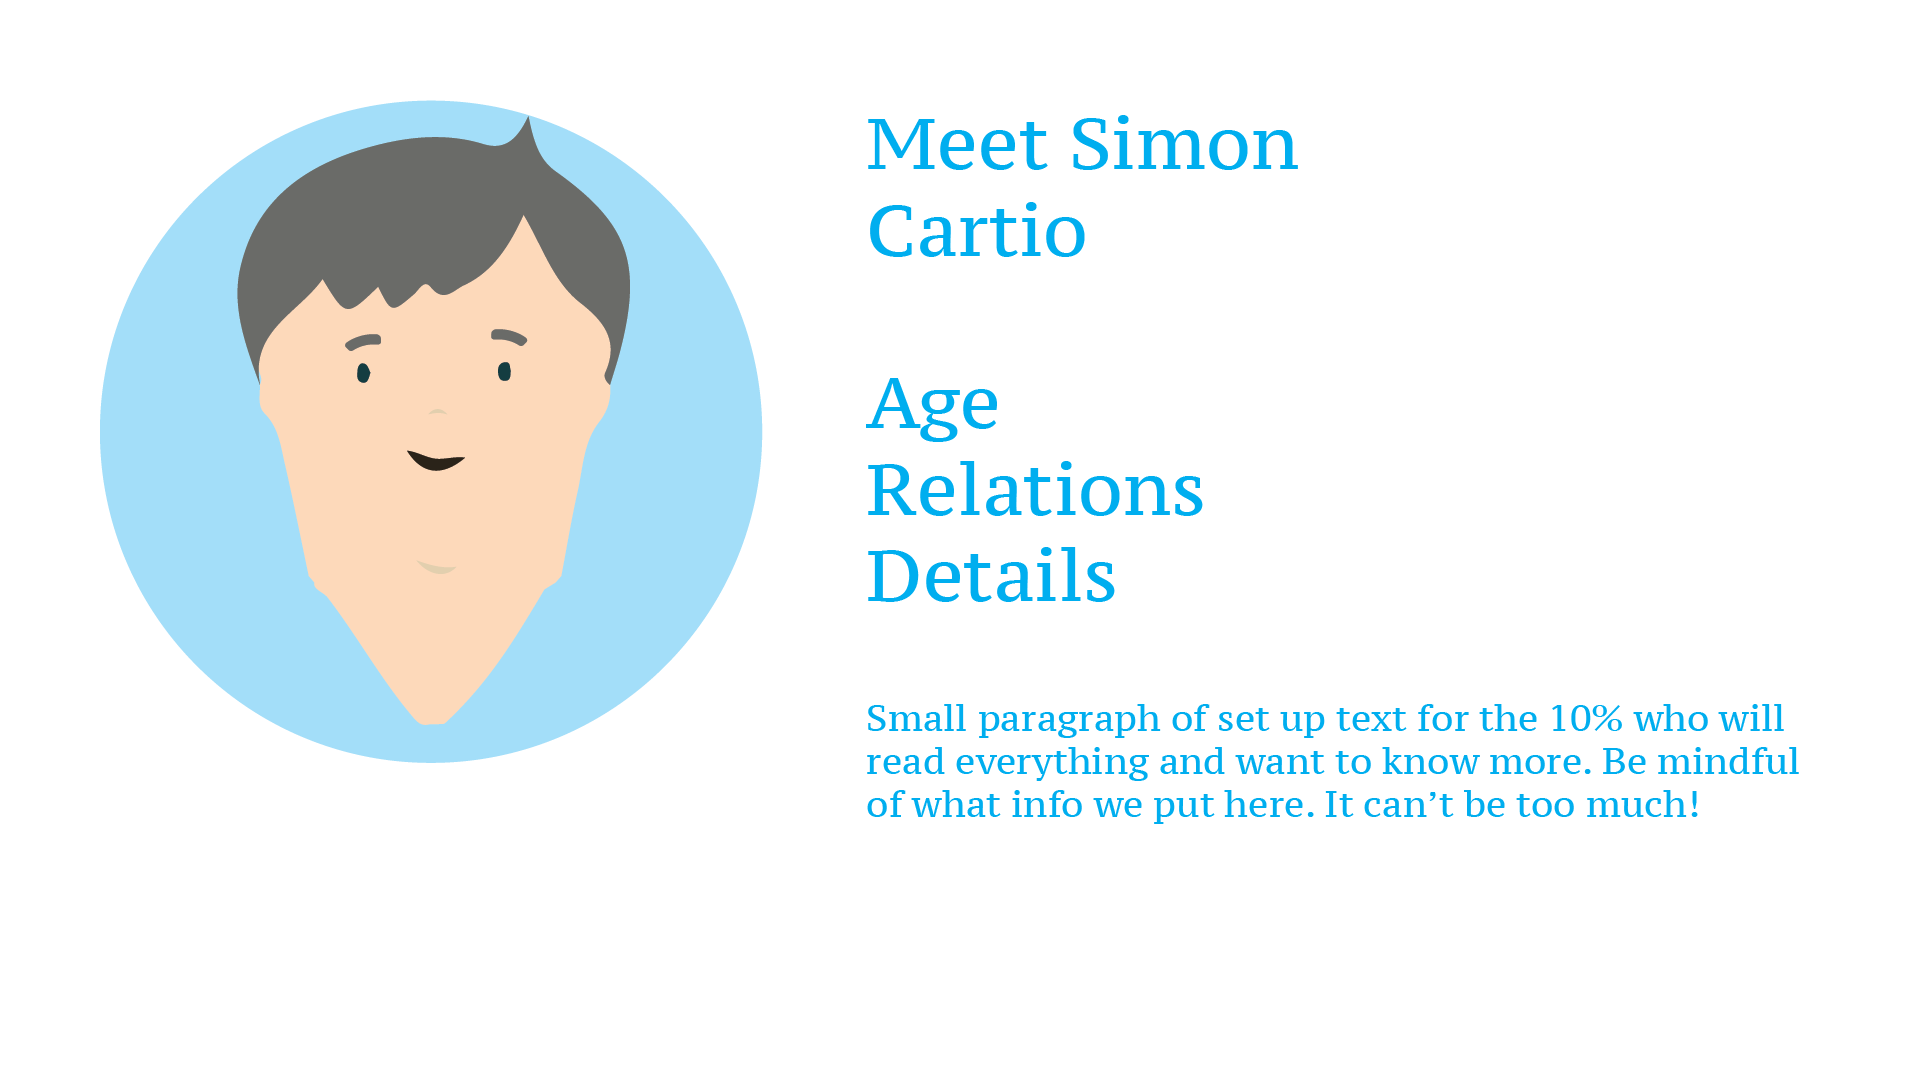 Meet Simon
Cartio
Age
Relations
Details
Small paragraph of set up text for the 10% who will
read everything and want to know more. Be mindful
of what info we put here. It can’t be too much!